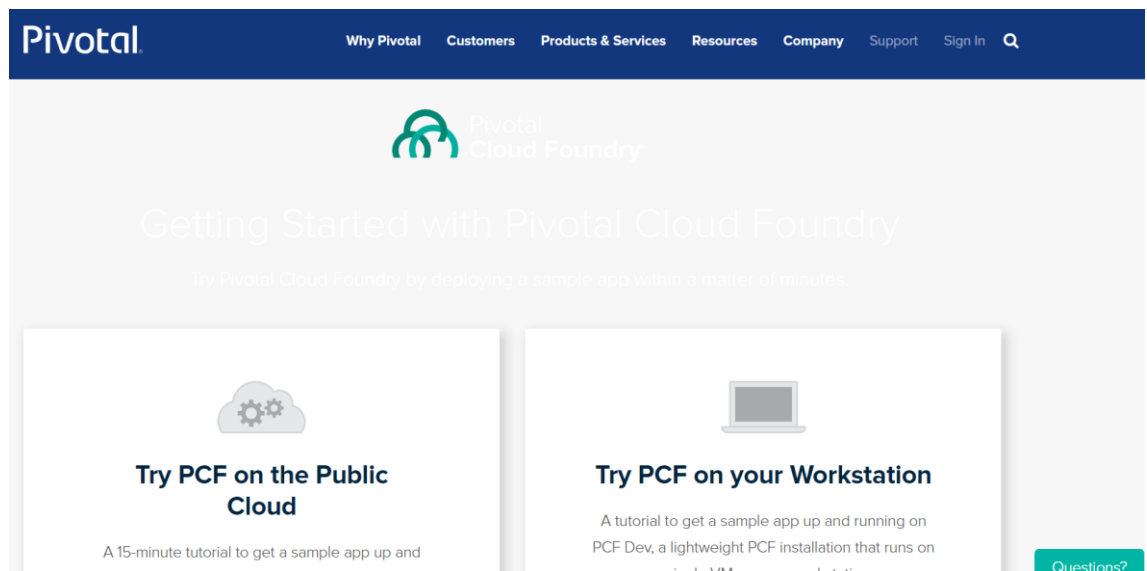 Pivotal.
Why Pivotal Customers Products & Services Resources Company Support Sign In
Pivotal
Cloud Foundry
Getting Started with Pivotal Cloud Foundry
Try Pivotal Cloud Foundry by deploying a sample app within a matter of minutes.
Try PCF on the Public
Cloud
A 15-minute tutorial to get a sample app up and
Try PCF on your Workstation
A tutorial to get a sample app up and running on
PCF Dev, a lightweight PCF installation that runs on
Questions?